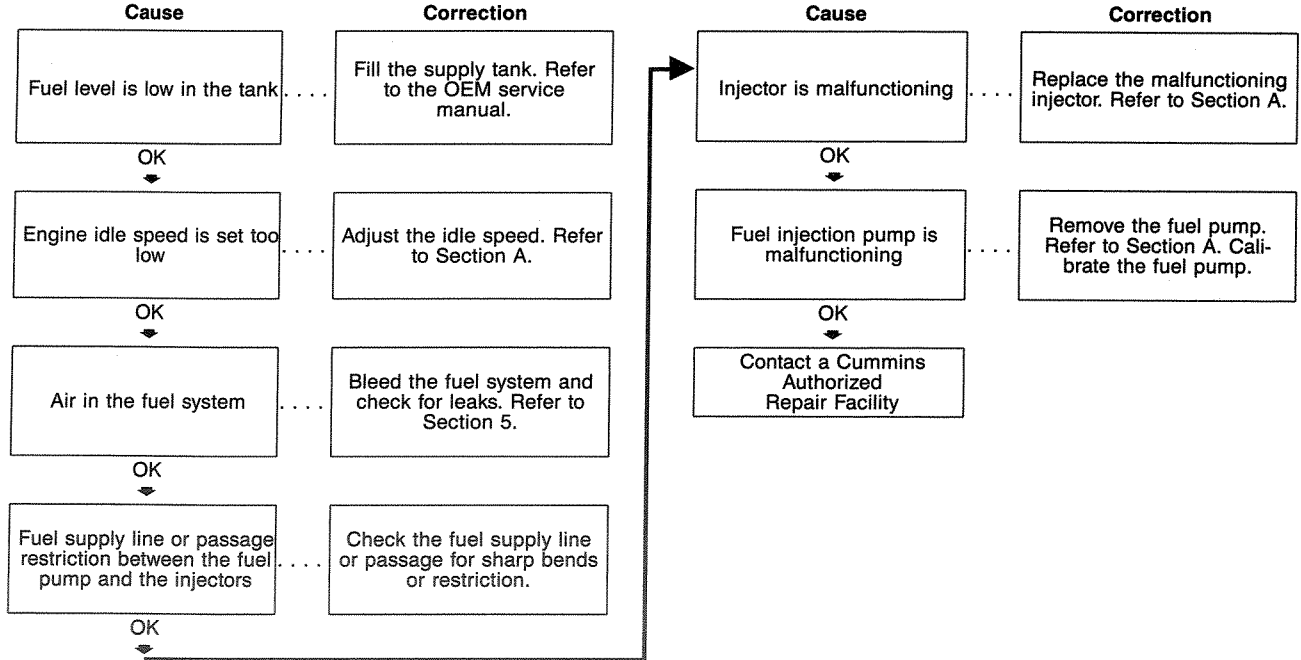 Cause
Correction
Fuel level is low in the tank
Fill the supply tank. Refer
to the OEM service
manual.
OK
Engine idle speed is set too
low
Adjust the idle speed. Refer
to Section A.
OK
Air in the fuel system
Bleed the fuel system and
check for leaks. Refer to
Section 5.
OK
Fuel supply line or passage
restriction between the fuel
pump and the injectors
Check the fuel supply line
or passage for sharp bends
or restriction.
OK
Cause
Correction
Injector is malfunctioning
Replace the malfunctioning
injector. Refer to Section A.
OK
Fuel injection pump is
malfunctioning
Remove the fuel pump.
Refer to Section A. Cali-
brate the fuel pump.
OK
Contact a Cummins
Authorized
Repair Facility